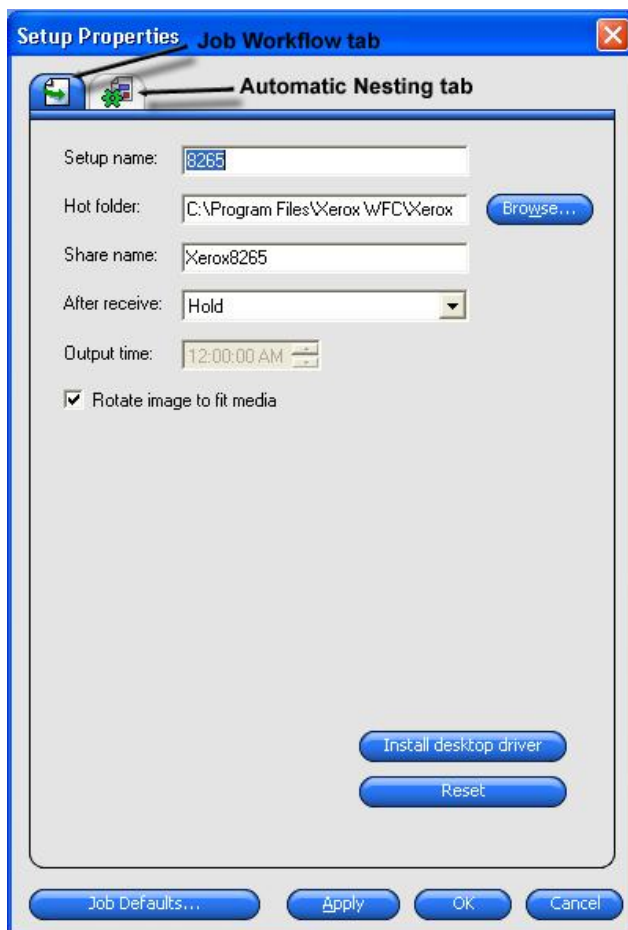 Setup Properties
Job Workflow tab
Automatic Nesting tab
Setup name: 8265
Hot folder: C:\Program Files\Xerox WFC\Xerox Browse...
Share name: Xerox8265
After receive: Hold
Output time: 12:00:00 AM
Rotate image to fit media
Install desktop driver
Reset
Job Defaults... Apply OK Cancel